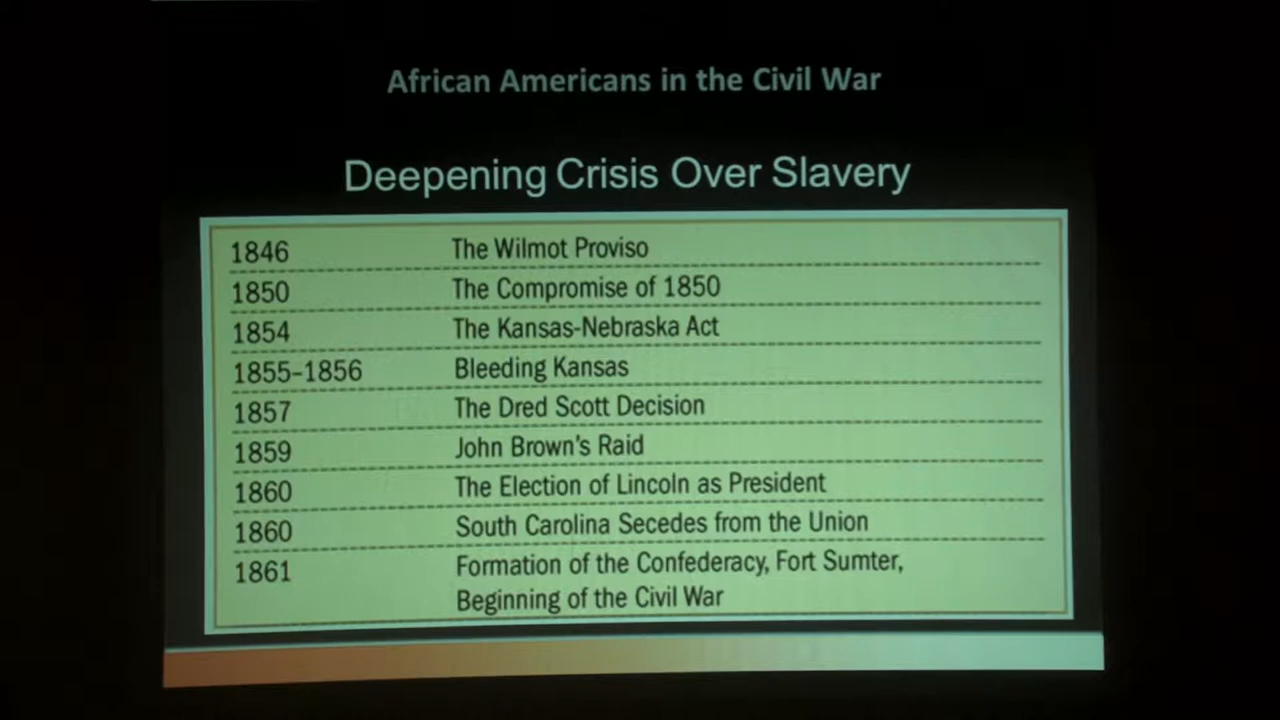 African Americans in the Civil War
Deepening Crisis Over Slavery
1846 The Wilmot Proviso
1850 The Compromise of 1850
1854 The Kansas-Nebraska Act
1855–1856 Bleeding Kansas
1857 The Dred Scott Decision
1859 John Brown's Raid
1860 The Election of Lincoln as President
1860 South Carolina Secedes from the Union
1861 Formation of the Confederacy, Fort Sumter,
Beginning of the Civil War